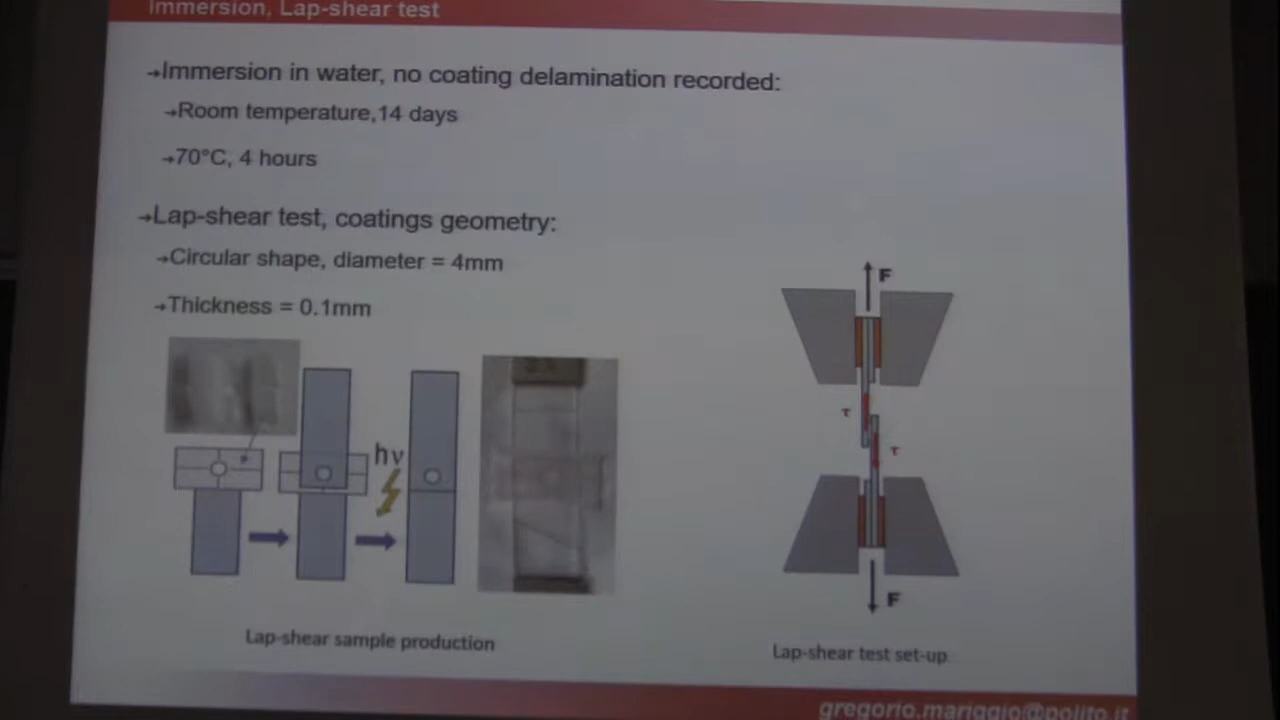 Immersion, Lap-shear test
→Immersion in water, no coating delamination recorded:
→Room temperature,14 days
→70°C, 4 hours
→Lap-shear test, coatings geometry:
→Circular shape, diameter = 4mm
→Thickness = 0.1mm
hν
F
τ
τ
F
Lap-shear sample production
Lap-shear test set-up
gregorio.mariggio@polito.it